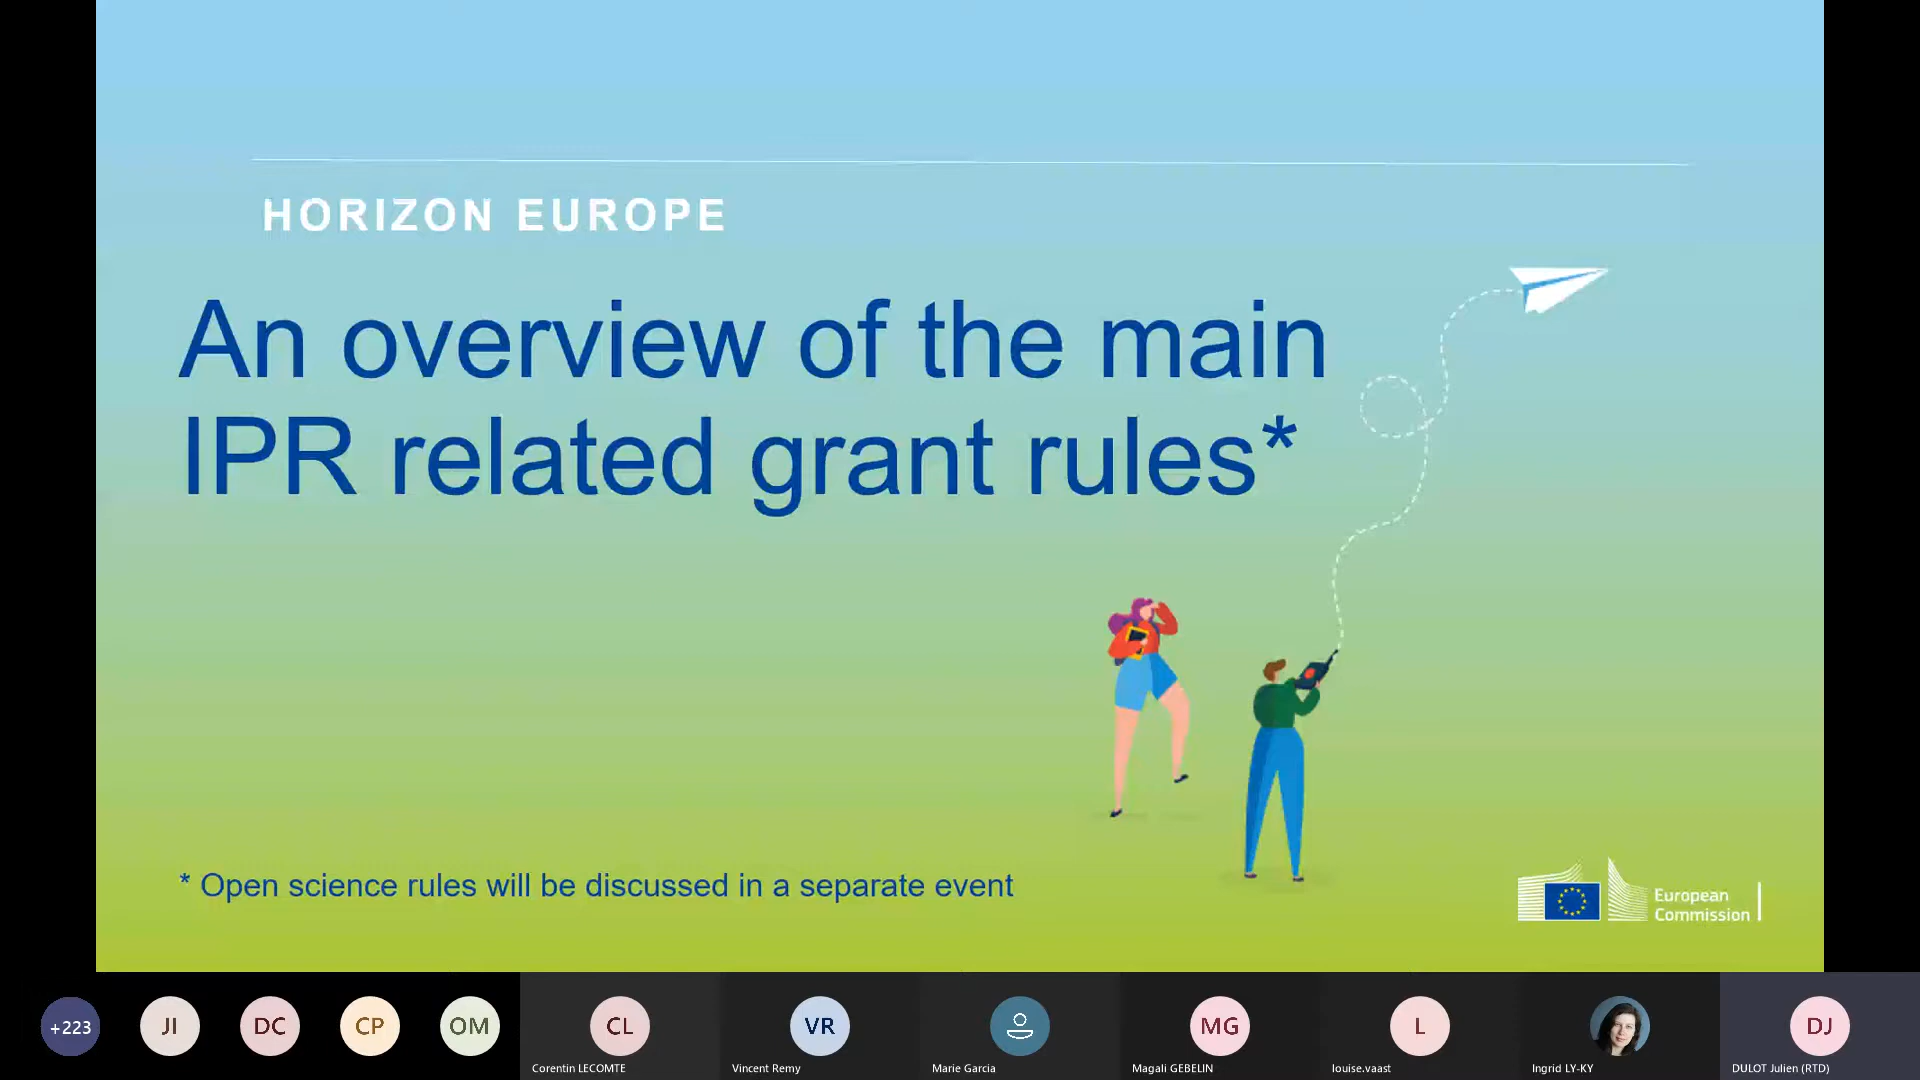 HORIZON EUROPE
An overview of the main
IPR related grant rules*
* Open science rules will be discussed in a separate event
European
Commission
+223
JI
DC
CP
OM
CL
VR
MG
L
DJ
Corentin LECOMTE
Vincent Remy
Marie Garcia
Magali GEBELIN
louise.vaast
Ingrid LY-KY
DULOT Julien (RTD)